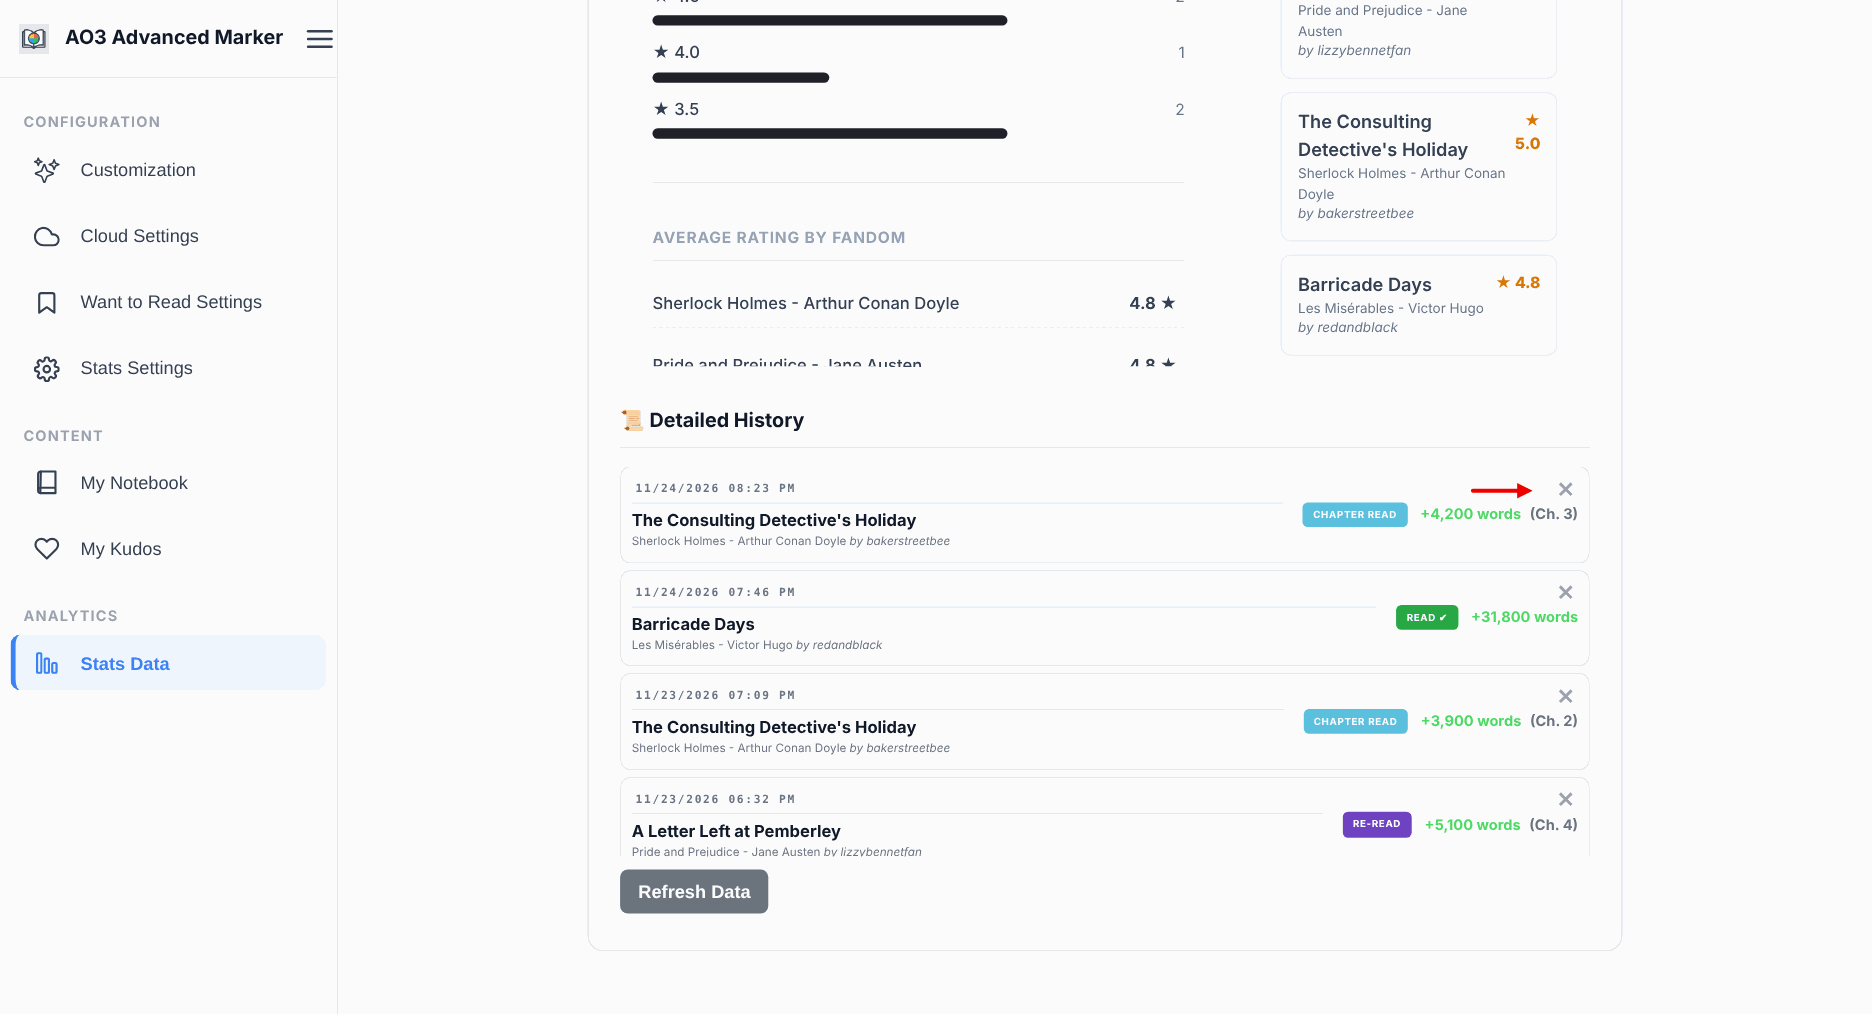 AO3 Advanced Marker
CONFIGURATION
Customization
Cloud Settings
Want to Read Settings
Stats Settings
CONTENT
My Notebook
My Kudos
ANALYTICS
Stats Data
★ 4.0 1
★ 3.5 2
AVERAGE RATING BY FANDOM
Sherlock Holmes - Arthur Conan Doyle 4.8 ★
Pride and Prejudice - Jane Austen 4.8 ★
Pride and Prejudice - Jane
Austen
by lizzybennetfan
The Consulting ★
Detective's Holiday 5.0
Sherlock Holmes - Arthur Conan
Doyle
by bakerstreetbee
Barricade Days ★ 4.8
Les Misérables - Victor Hugo
by redandblack
📜 Detailed History
11/24/2026 08:23 PM ✕
CHAPTER READ +4,200 words (Ch. 3)
The Consulting Detective's Holiday
Sherlock Holmes - Arthur Conan Doyle by bakerstreetbee
11/24/2026 07:46 PM ✕
READ ✔ +31,800 words
Barricade Days
Les Misérables - Victor Hugo by redandblack
11/23/2026 07:09 PM ✕
CHAPTER READ +3,900 words (Ch. 2)
The Consulting Detective's Holiday
Sherlock Holmes - Arthur Conan Doyle by bakerstreetbee
11/23/2026 06:32 PM ✕
RE-READ +5,100 words (Ch. 4)
A Letter Left at Pemberley
Pride and Prejudice - Jane Austen by lizzybennetfan
Refresh Data